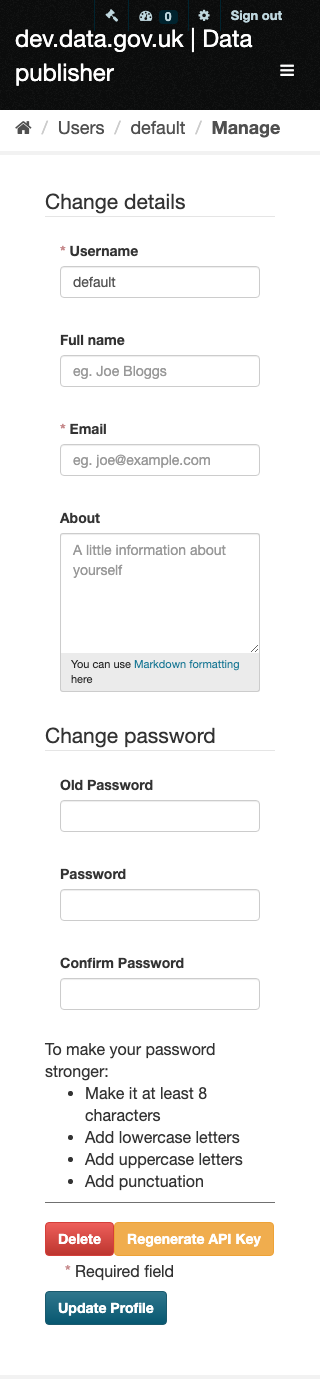 0 Sign out
dev.data.gov.uk | Data
publisher
/ Users / default / Manage
Change details
* Username
default
Full name
eg. Joe Bloggs
* Email
eg. joe@example.com
About
A little information about
yourself
You can use Markdown formatting
here
Change password
Old Password
Password
Confirm Password
To make your password
stronger:
• Make it at least 8
characters
• Add lowercase letters
• Add uppercase letters
• Add punctuation
Delete Regenerate API Key
* Required field
Update Profile